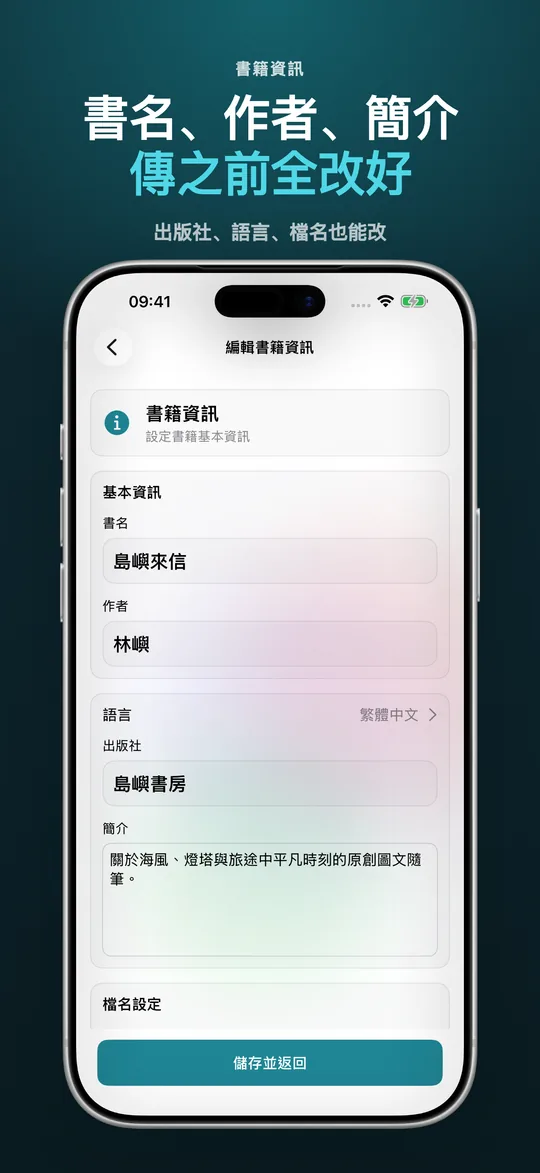 書籍資訊
書名、作者、簡介
傳之前全改好
出版社、語言、檔名也能改
09:41
編輯書籍資訊
書籍資訊
設定書籍基本資訊
基本資訊
書名
島嶼來信
作者
林嶼
語言
繁體中文
出版社
島嶼書房
簡介
關於海風、燈塔與旅途中平凡時刻的原創圖文隨
筆。
檔名設定
儲存並返回